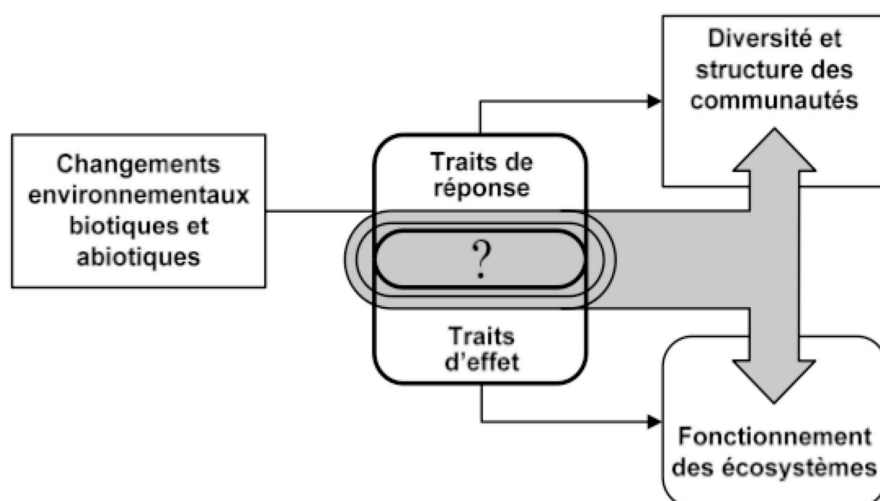 Changements
environnementaux
biotiques et
abiotiques
Traits de
réponse
?
Traits
d'effet
Diversité et
structure des
communautés
Fonctionnement
des écosystèmes